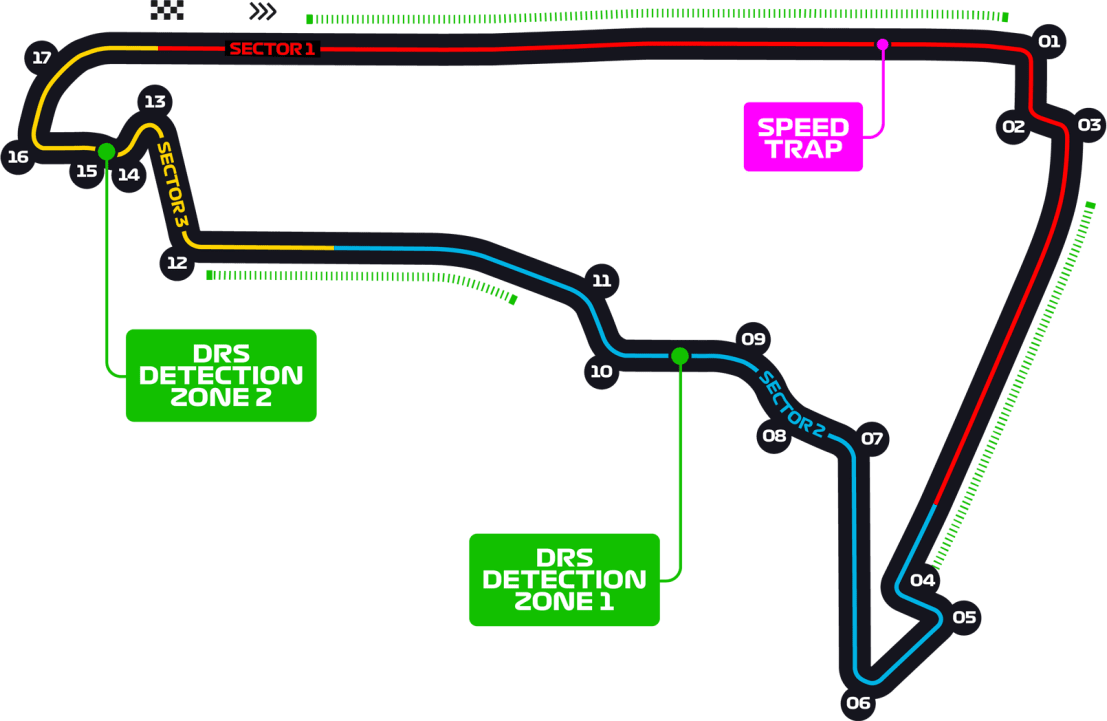 SECTOR 1
17
01
13
SPEED
TRAP
02
03
16
15
14
SECTOR 3
12
11
DRS
DETECTION
ZONE 2
09
10
SECTOR 2
08
07
DRS
DETECTION
ZONE 1
04
05
06